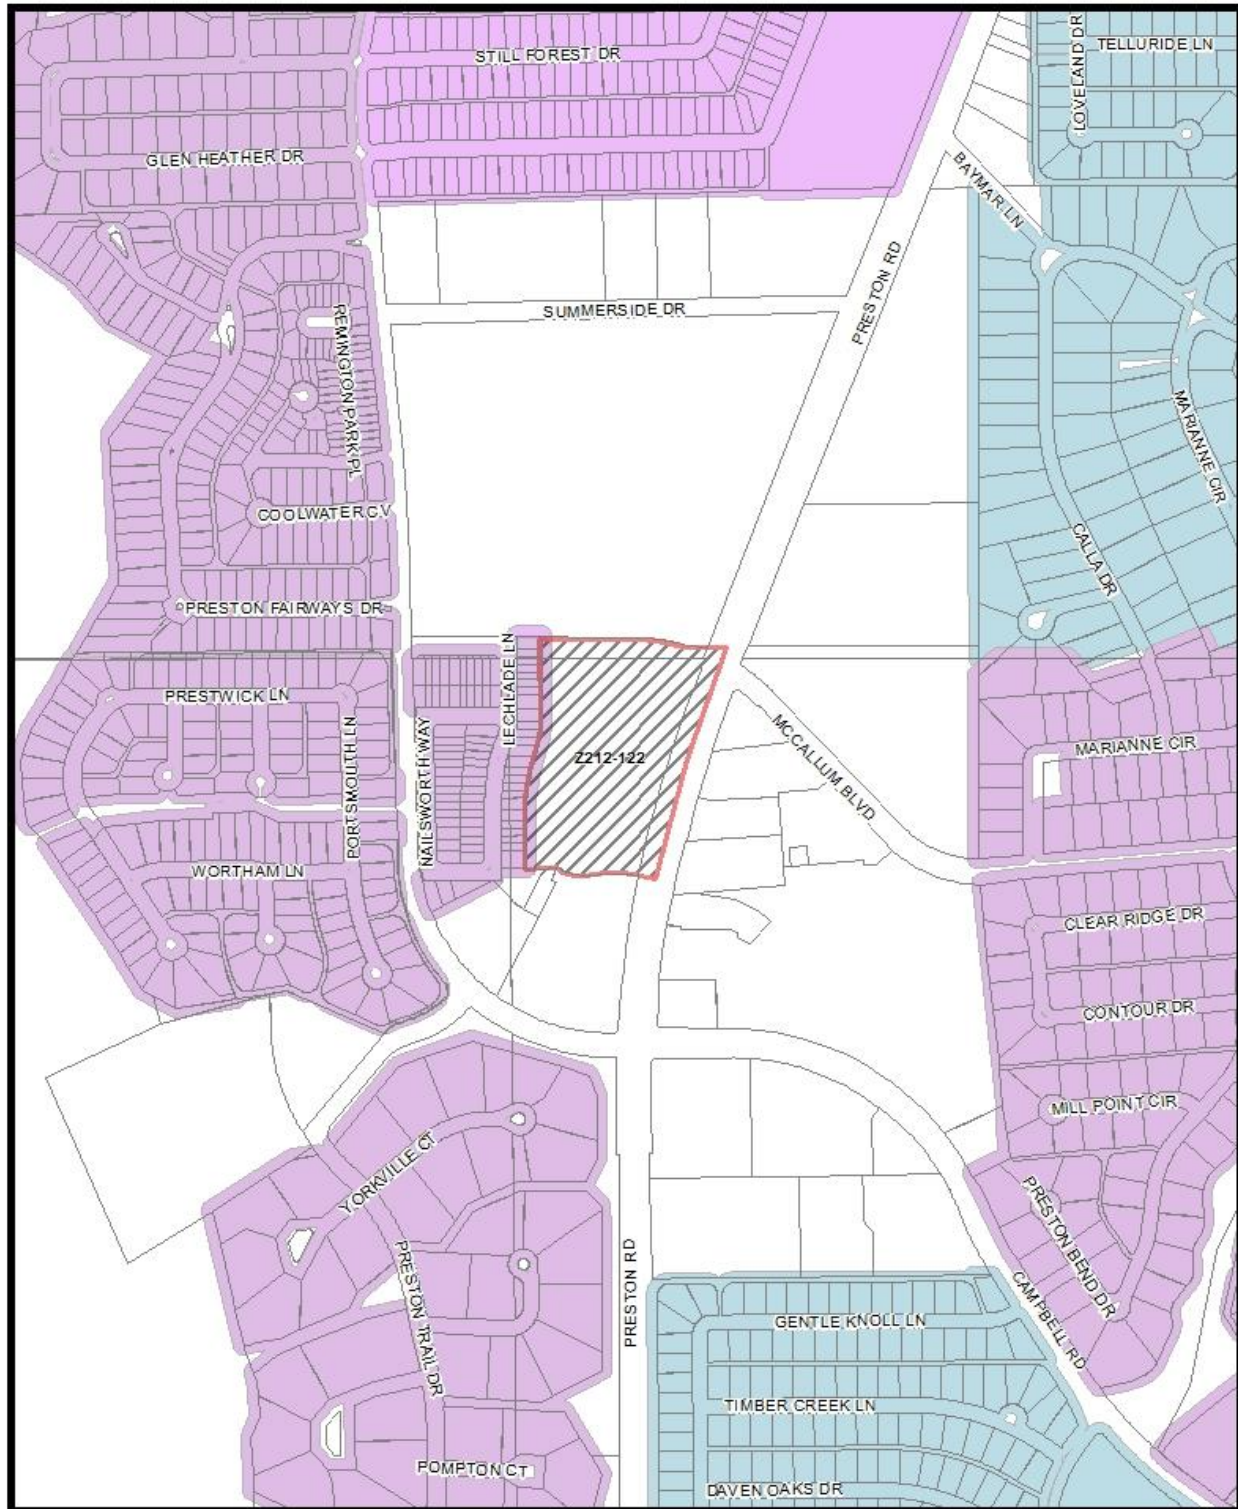 TELLURIDE LN
LOVELAND DR
STILL FOREST DR
GLEN HEATHER DR
BAYMAR LN
PRESTON RD
SUMMERSIDE DR
REMINGTON PARK PL
MARIANNE CIR
COOLWATER CV
CALLA DR
PRESTON FAIRWAYS DR
LECHLADE LN
PRESTWICK LN
NAILSWORTH WAY
PORTSMOUTH LN
Z212-122
MCCALLUM BLVD
MARIANNE CIR
WORTHAM LN
CLEAR RIDGE DR
CONTOUR DR
MILL POINT CIR
YORKVILLE CT
PRESTON BEND DR
PRESTON TRAIL DR
PRESTON RD
CAMPBELL RD
GENTLE KNOLL LN
TIMBER CREEK LN
POMPTON CT
DAVEN OAKS DR